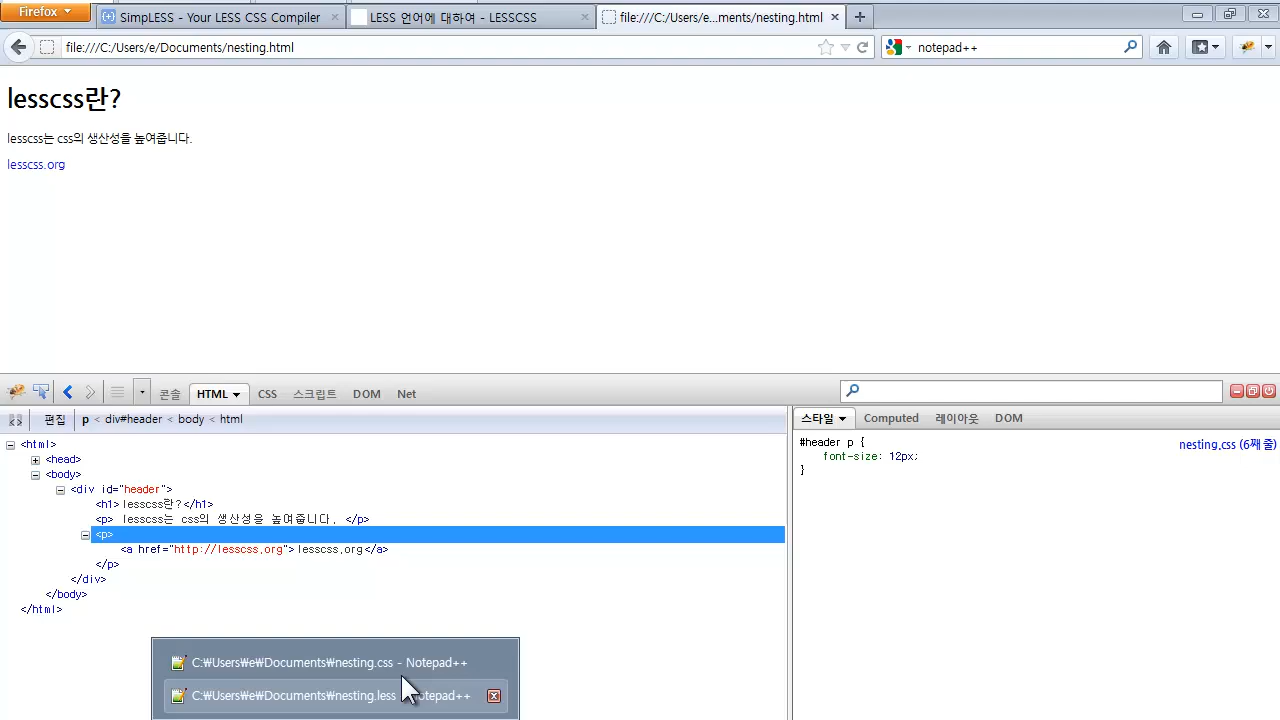 Firefox
SimpLESS - Your LESS CSS Compiler
LESS 언어에 대하여 - LESSCSS
file:///C:/Users/e...ments/nesting.html
file:///C:/Users/e/Documents/nesting.html
notepad++
lesscss란?
lesscss는 css의 생산성을 높여줍니다.
lesscss.org
콘솔
HTML
CSS
스크립트
DOM
Net
편집
p < div#header < body < html
스타일
Computed
레이아웃
DOM
<html>
<head>
<body>
<div id="header">
<h1> lesscss란?</h1>
<p> lesscss는 css의 생산성을 높여줍니다. </p>
<p>
<a href="http://lesscss.org"> lesscss.org</a>
</p>
</div>
</body>
</html>
#header p {
nesting.css (6째 줄)
font-size: 12px;
}
C:₩Users₩e₩Documents₩nesting.css - Notepad++
C:₩Users₩e₩Documents₩nesting.less